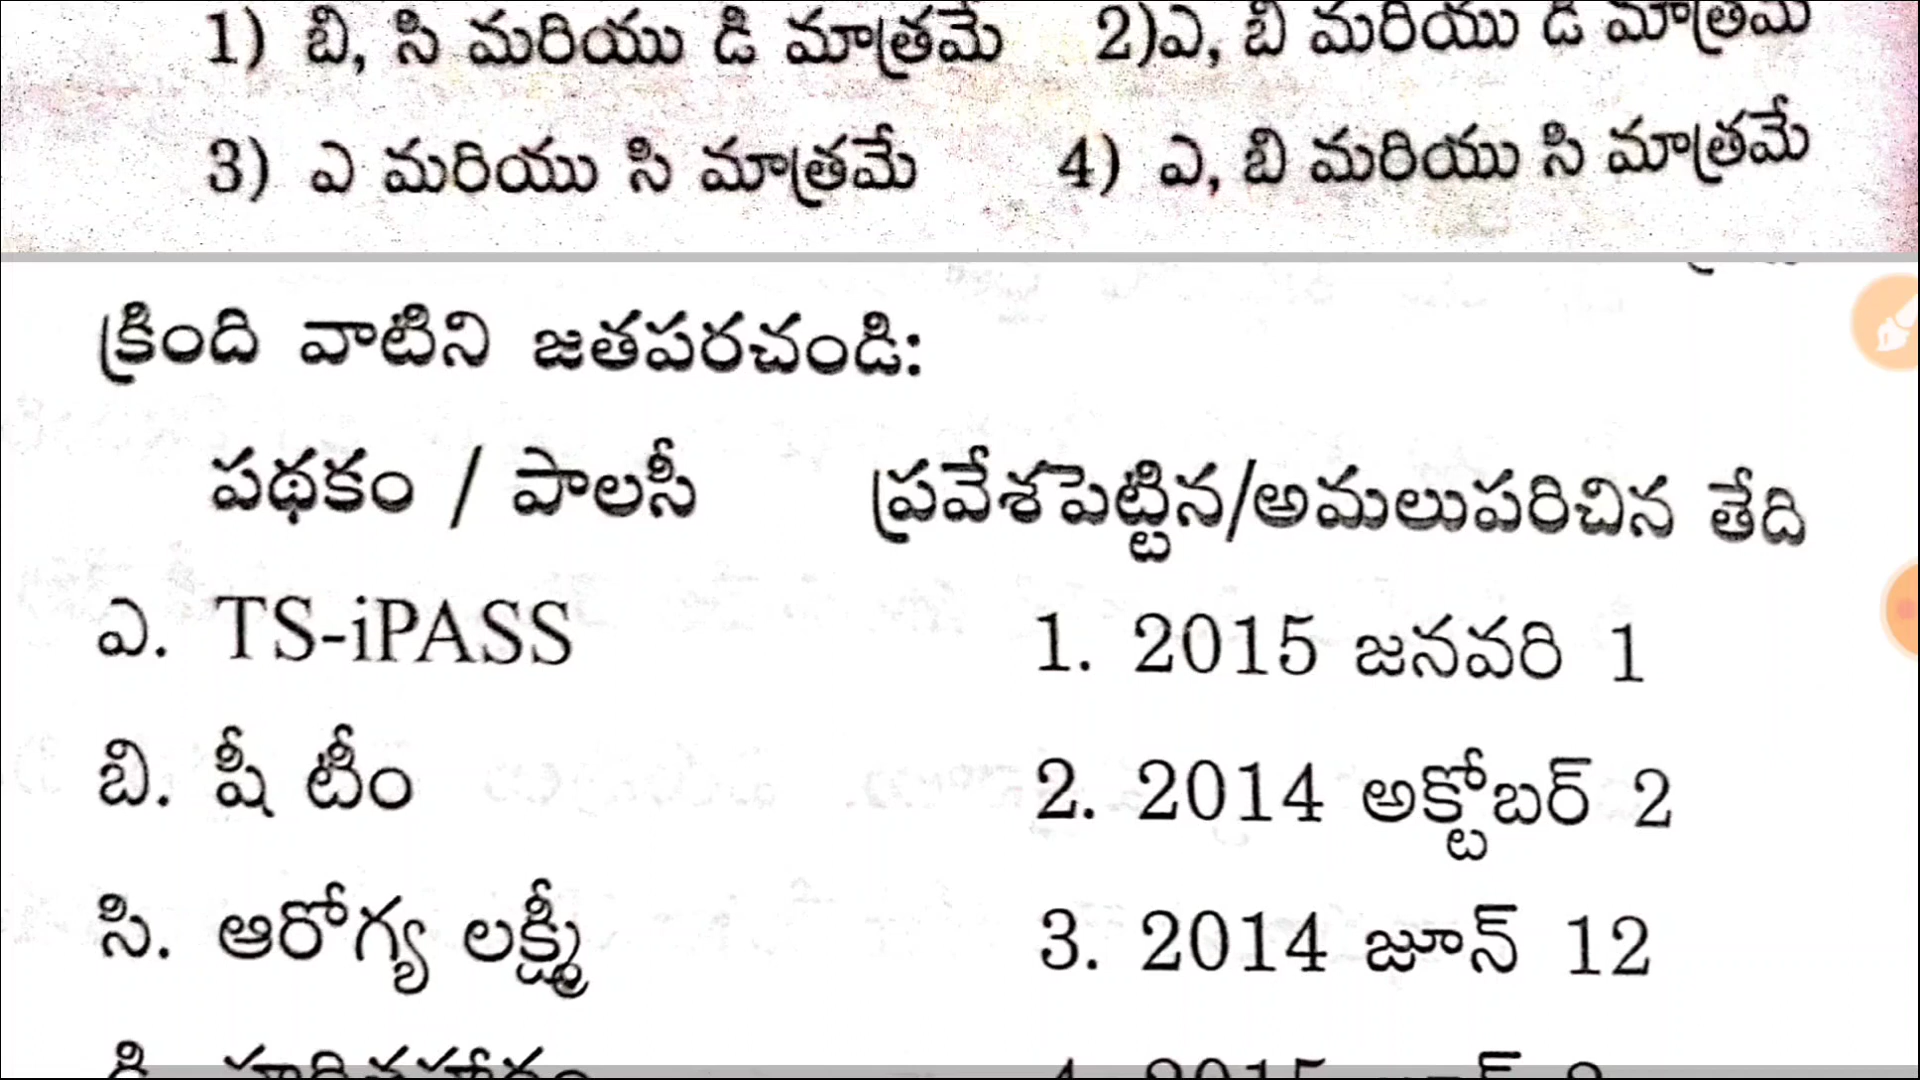 1) బి, సి మరియు డి మాత్రమే 2)ఎ, బి మరియు డి మాత్రమే
3) ఎ మరియు సి మాత్రమే 4) ఎ, బి మరియు సి మాత్రమే
క్రింది వాటిని జతపరచండి:
పథకం / పాలసీ ప్రవేశపెట్టిన/అమలుపరిచిన తేది
ఎ. TS-iPASS 1. 2015 జనవరి 1
బి. షీ టీం 2. 2014 అక్టోబర్ 2
సి. ఆరోగ్య లక్ష్మీ 3. 2014 జూన్ 12